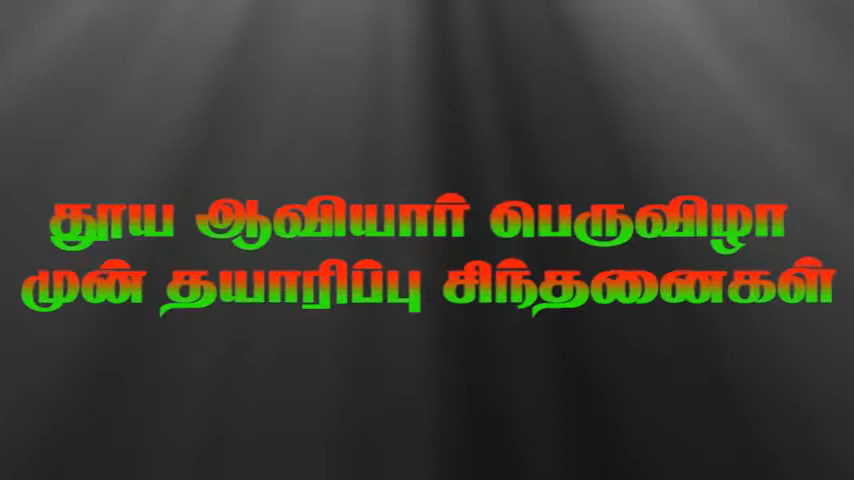 தூய ஆவியார் பெருவிழா
முன் தயாரிப்பு சிந்தனைகள்